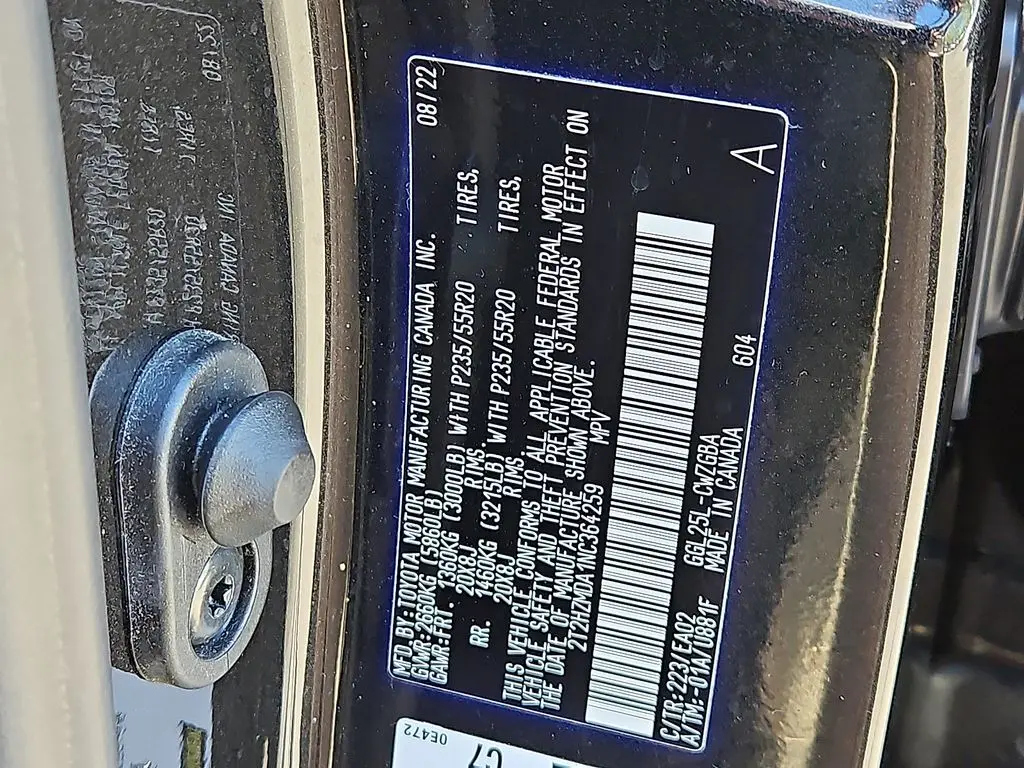 MFD.BY:TOYOTA MOTOR MANUFACTURING CANADA INC. 08/22
GVWR:2660KG (5860LB)
GAWR-FRT. 1360KG (3000LB) WITH P235/55R20 TIRES,
20X8J RIMS.
RR. 1460KG (3215LB) WITH P235/55R20 TIRES,
20X8J RIMS
THIS VEHICLE CONFORMS TO ALL APPLICABLE FEDERAL MOTOR
VEHICLE SAFETY AND THEFT PREVENTION STANDARDS IN EFFECT ON
THE DATE OF MANUFACTURE SHOWN ABOVE.
2T2HZMDA1NC364259 MPV
C/TR:223/EA02 GGL25L-CWZGBA 604 A
A/TM:-01A/0881F MADE IN CANADA
0E472
C7